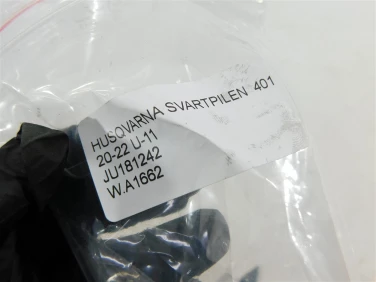 HUSQVARNA SVARTPILEN 401
20-22 U-11
JU181242
W.A1662